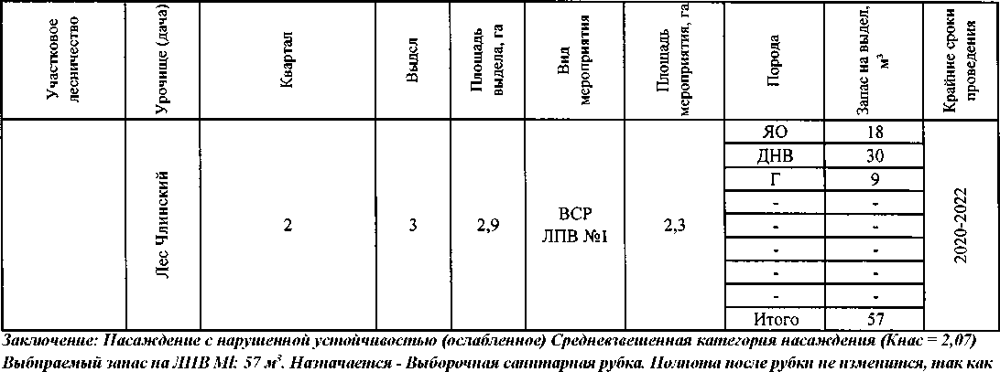 Участковое лесничество
Урочище (дача)
Квартал
Выдел
Площадь выдела, га
Вид мероприятия
Площадь мероприятия, га
Порода
Запас на выдел, м³
Крайние сроки проведения
Лес Члинский
2
3
2,9
ВСР
ЛПВ №1
2,3
ЯО 18
ДНВ 30
Г 9
- -
- -
- -
- -
- -
Итого 57
2020-2022
Заключение: Насаждение с нарушенной устойчивостью (ослабленное) Средневзвешенная категория насаждения (Кнас = 2,07)
Выбираемый запас на ЛПВ №1: 57 м³. Назначается - Выборочная санитарная рубка. Полнота после рубки не изменится, так как